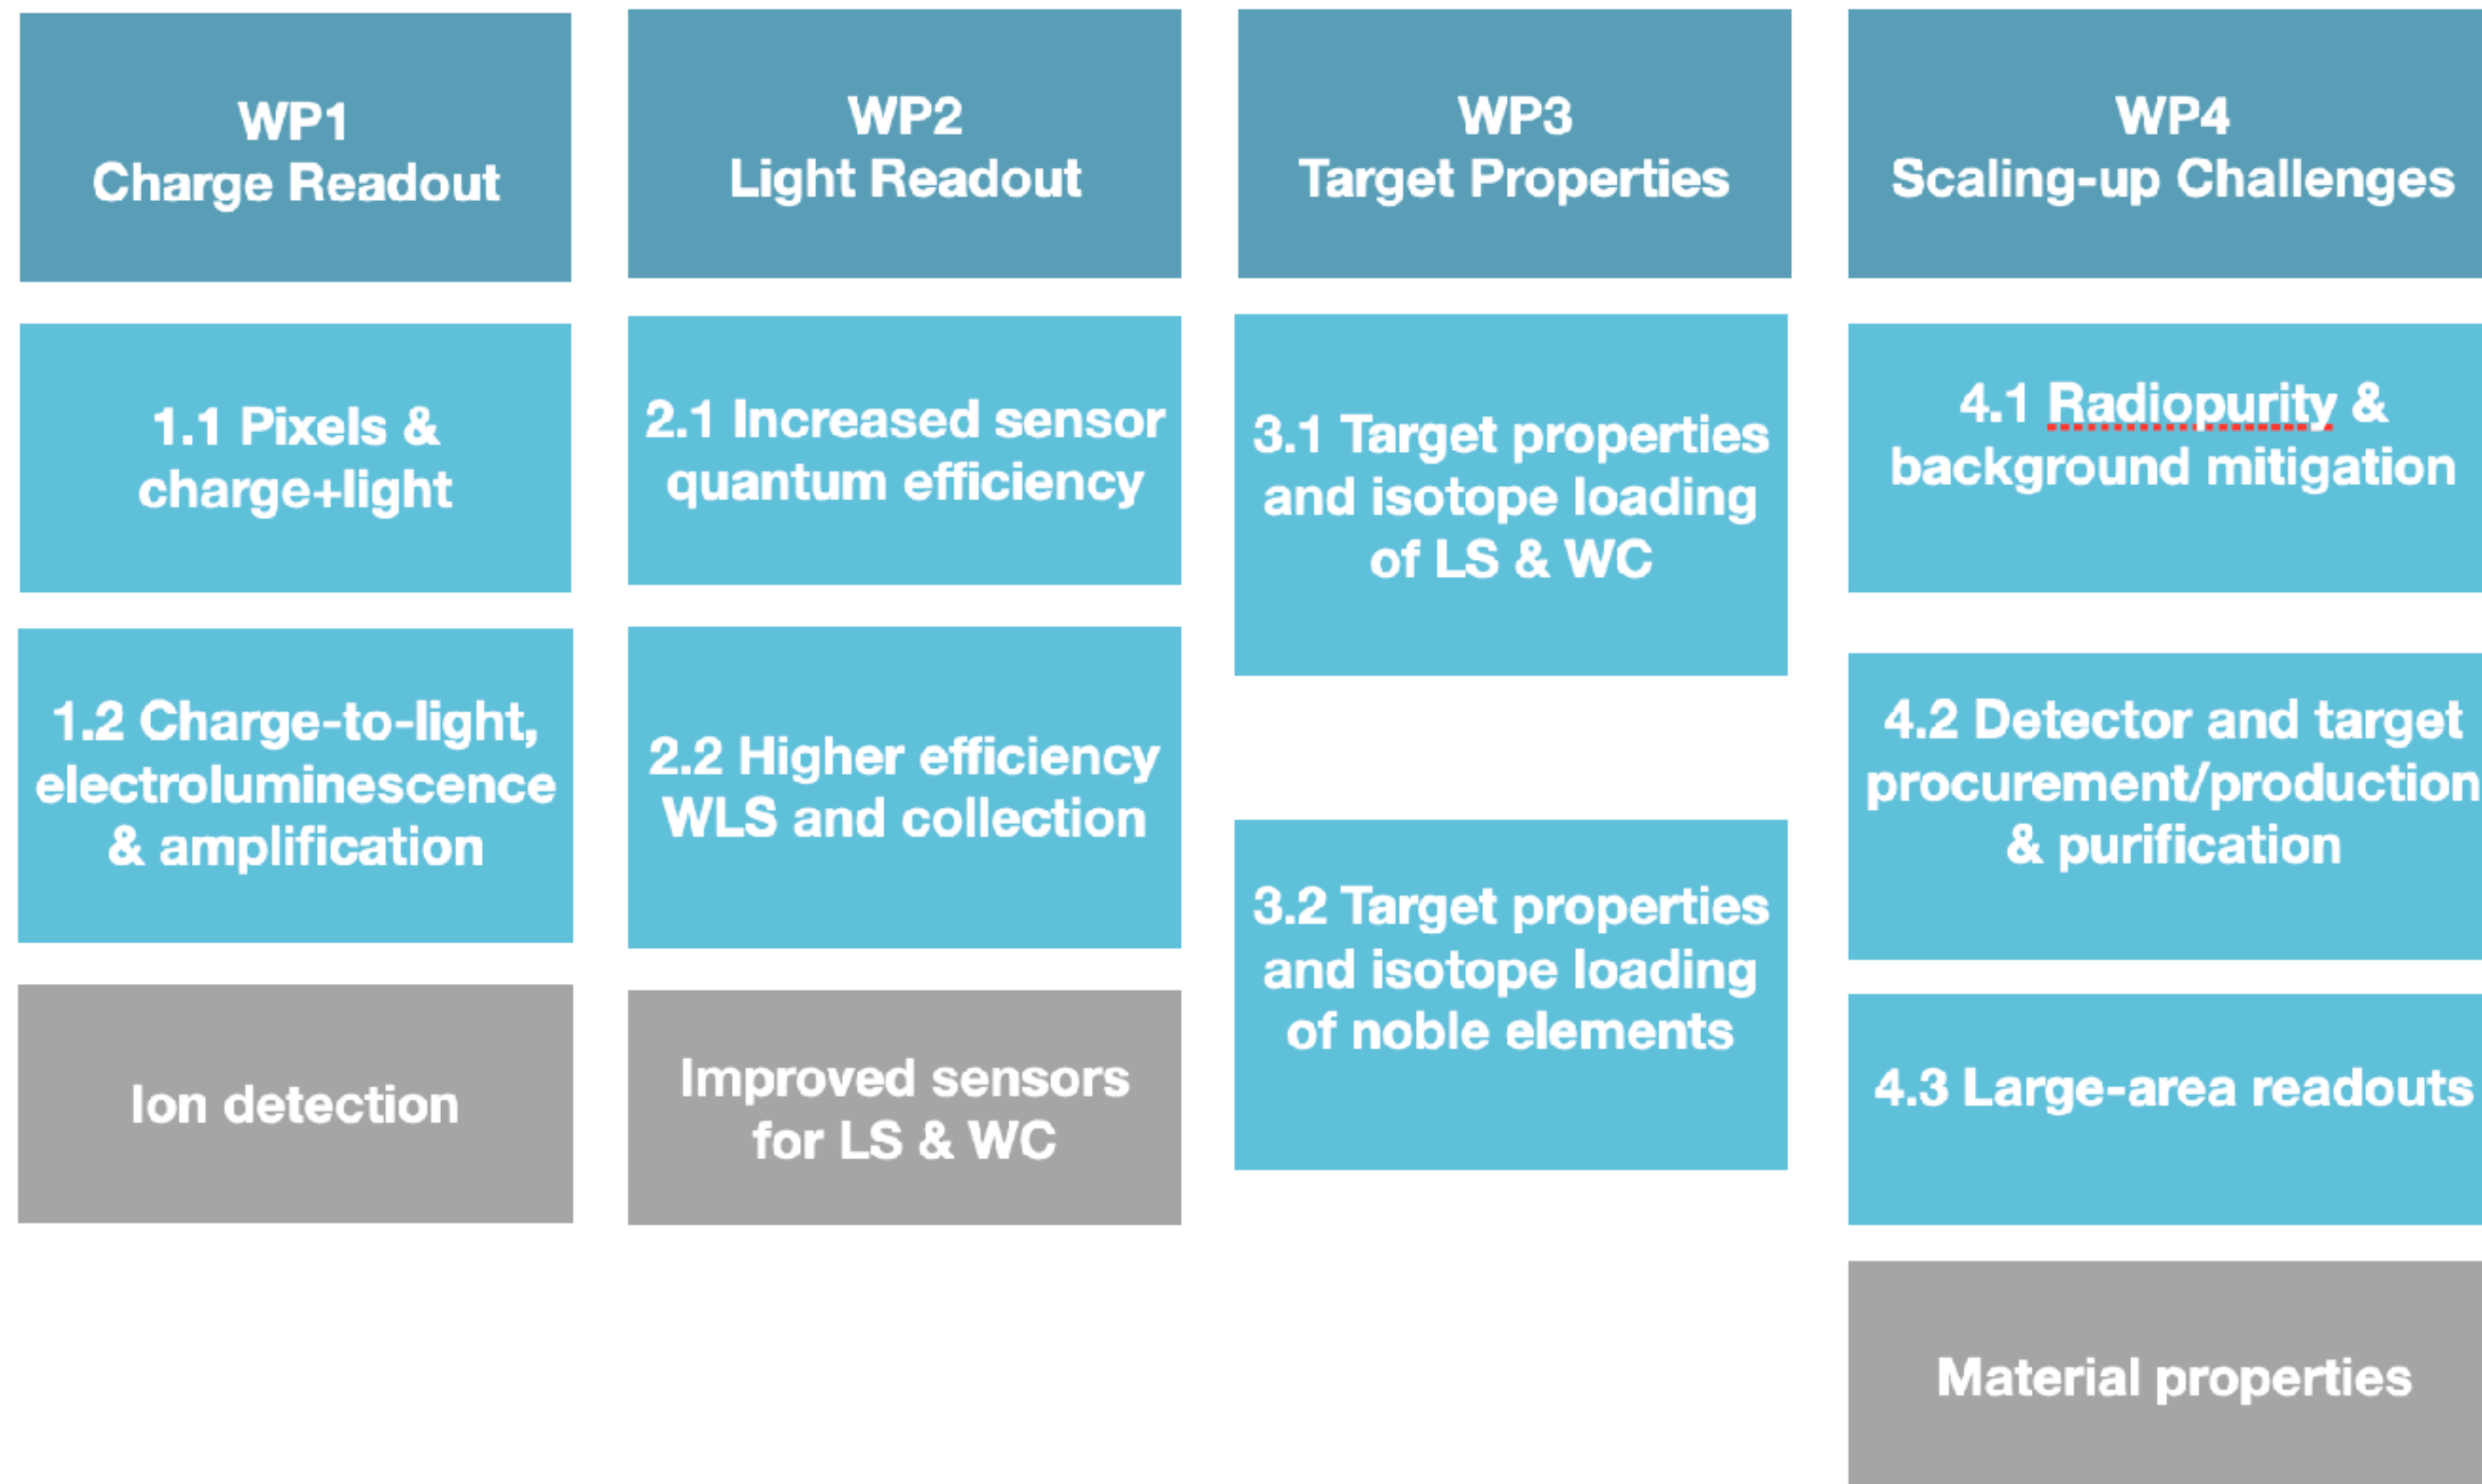 WP1
Charge Readout
1.1 Pixels &
charge+light
1.2 Charge-to-light,
electroluminescence
& amplification
Ion detection
WP2
Light Readout
2.1 Increased sensor
quantum efficiency
2.2 Higher efficiency
WLS and collection
Improved sensors
for LS & WC
WP3
Target Properties
3.1 Target properties
and isotope loading
of LS & WC
3.2 Target properties
and isotope loading
of noble elements
WP4
Scaling-up Challenges
4.1 Radiopurity &
background mitigation
4.2 Detector and target
procurement/production
& purification
4.3 Large-area readouts
Material properties